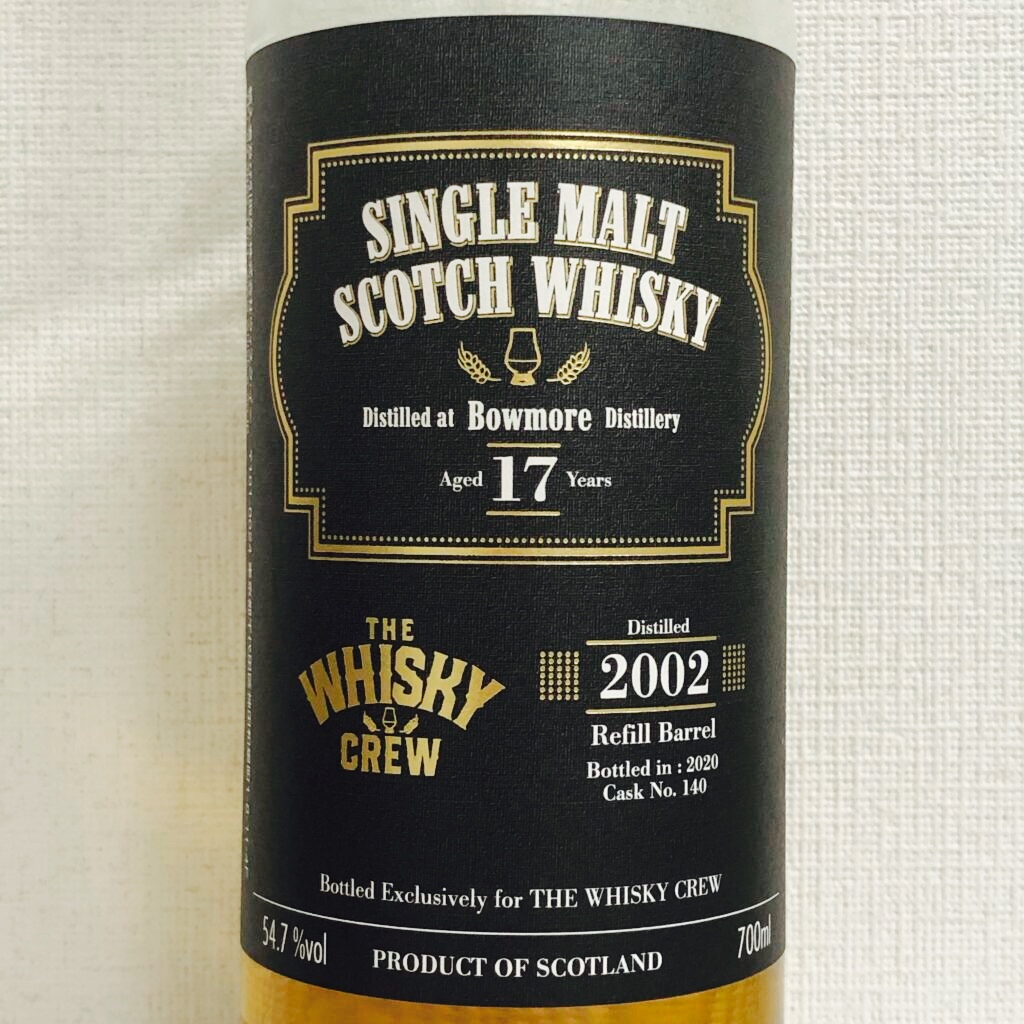 SINGLE MALT
SCOTCH WHISKY
Distilled at Bowmore Distillery
Aged 17 Years
THE
WHISKY
CREW
Distilled
2002
Refill Barrel
Bottled in : 2020
Cask No. 140
Bottled Exclusively for THE WHISKY CREW
54.7 %vol
PRODUCT OF SCOTLAND
700ml